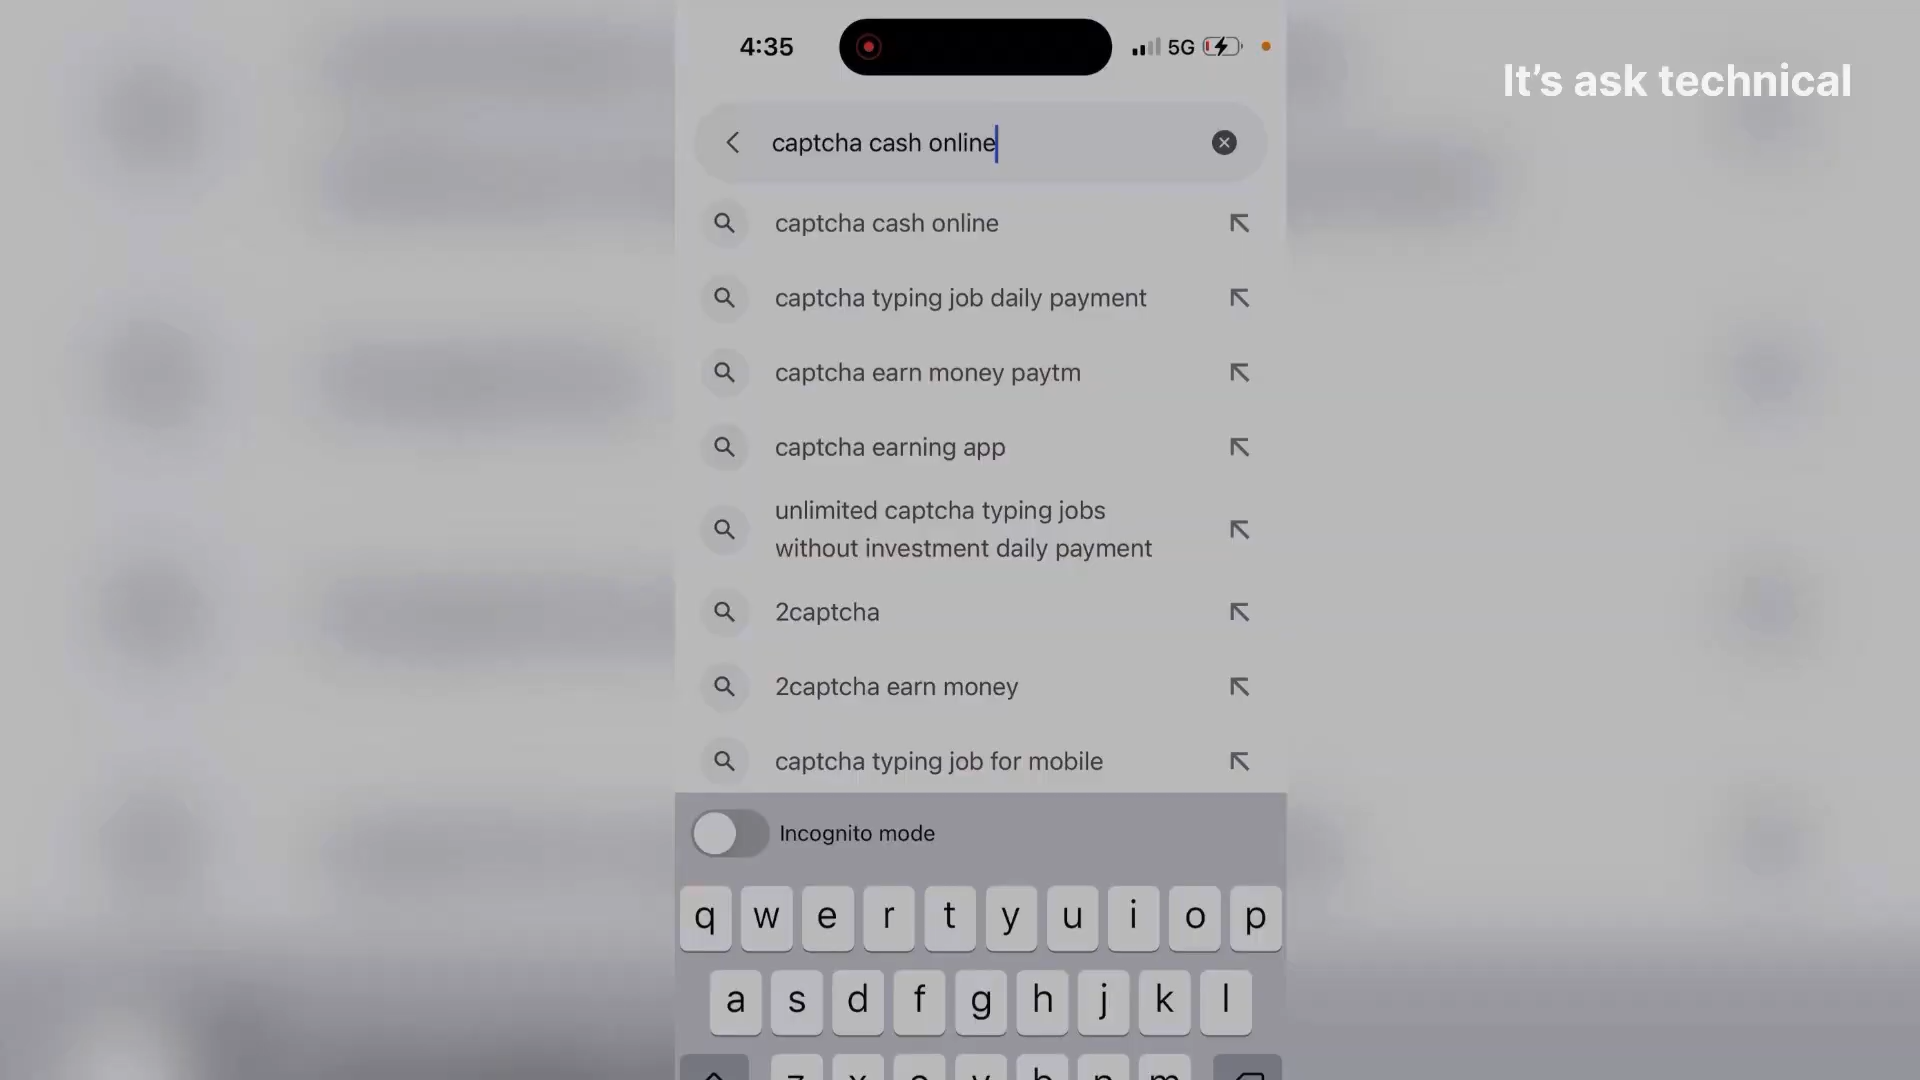 4:35
5G
It's ask technical
captcha cash online
captcha cash online
captcha typing job daily payment
captcha earn money paytm
captcha earning app
unlimited captcha typing jobs
without investment daily payment
2captcha
2captcha earn money
captcha typing job for mobile
Incognito mode
q w e r t y u i o p
a s d f g h j k l
z x c v b n m